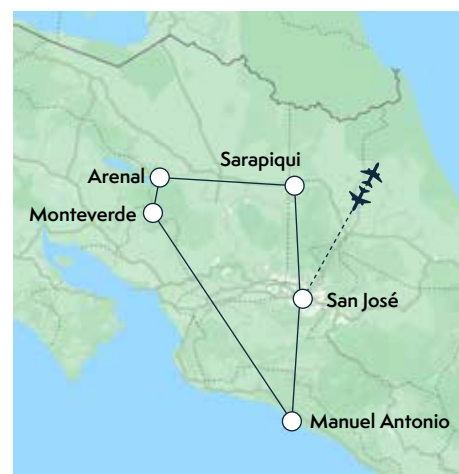 Sarapiqui
Arenal
Monteverde
San José
Manuel Antonio